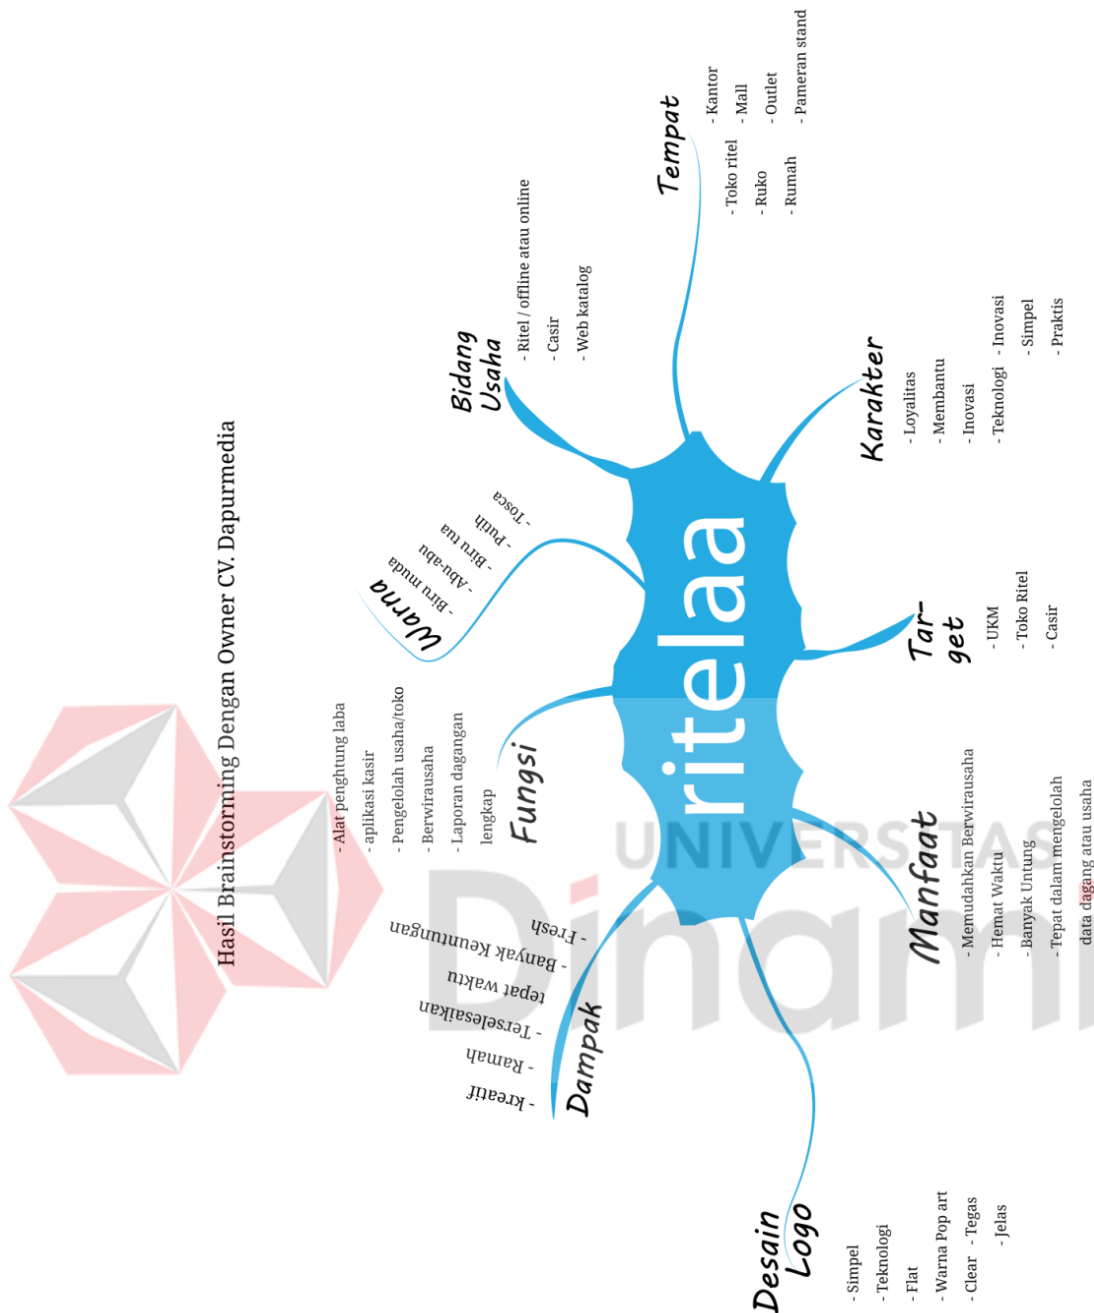 Hasil Brainstorming Dengan Owner CV. Dapurmedia
ritelaa
Dampak
- kreatif
- Ramah
- Terselesaikan
tepat waktu
- Banyak Keuntungan
- Fresh
Fungsi
- Alat penghtung laba
- aplikasi kasir
- Pengelolah usaha/toko
- Berwirausaha
- Laporan dagangan
lengkap
Warna
- Biru muda
- Abu-abu
- Biru tua
- Putih
- Tosca
Bidang
Usaha
- Ritel / offline atau online
- Casir
- Web katalog
Tempat
- Toko ritel
- Ruko
- Rumah
- Kantor
- Mall
- Outlet
- Pameran stand
Desain
Logo
- Simpel
- Teknologi
- Flat
- Warna Pop art
- Clear - Tegas
- Jelas
Manfaat
- Memudahkan Berwirausaha
- Hemat Waktu
- Banyak Untung
- Tepat dalam mengelolah
data dagang atau usaha
Tar-
get
- UKM
- Toko Ritel
- Casir
Karakter
- Loyalitas
- Membantu
- Inovasi
- Teknologi - Inovasi
- Simpel
- Praktis
UNIVERSITAS
Dinami